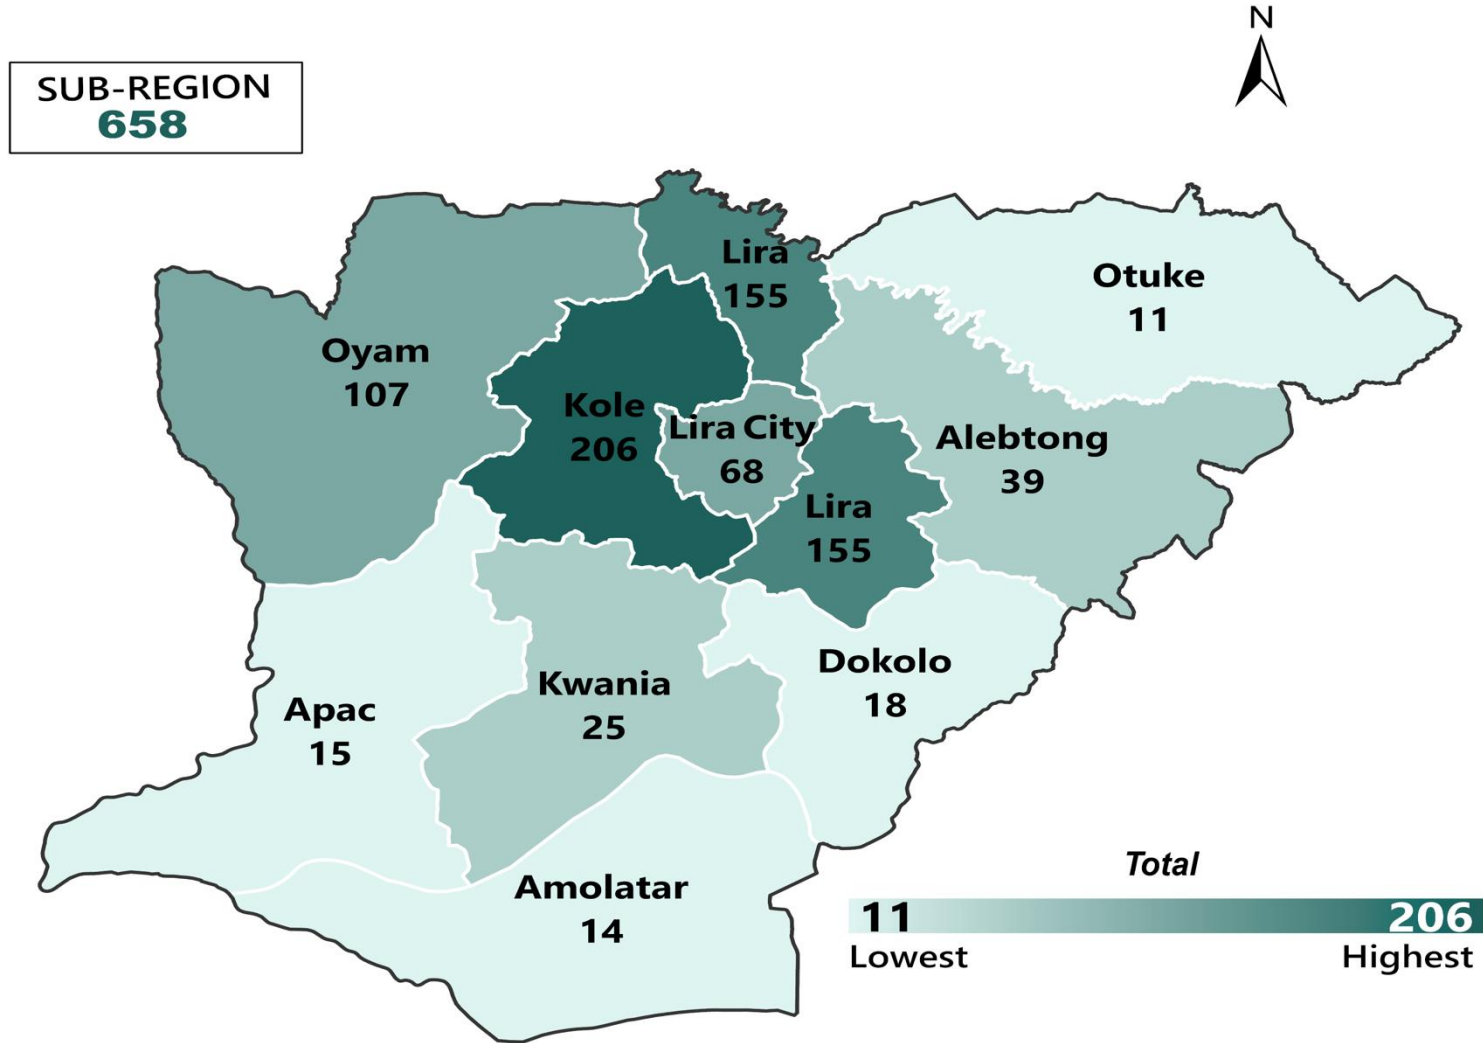 N
SUB-REGION
658
Lira
155
Otuke
11
Oyam
107
Kole
206
Lira City
68
Alebtong
39
Lira
155
Dokolo
18
Kwania
25
Apac
15
Amolatar
14
Total
11 206
Lowest Highest